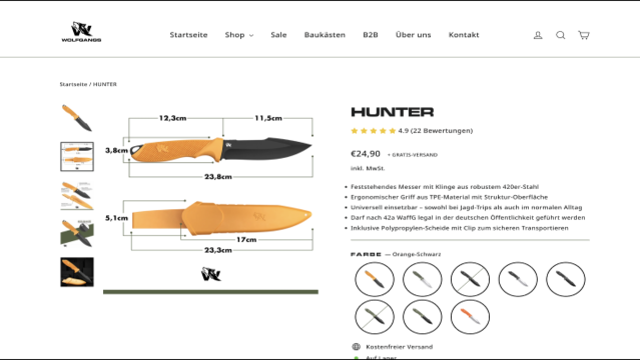 WOLFGANGS
Startseite
Shop
Sale
Baukästen
B2B
Über uns
Kontakt
Startseite / HUNTER
12,3cm
11,5cm
3,8cm
23,8cm
5,1cm
17cm
23,3cm
HUNTER
4.9 (22 Bewertungen)
€24,90 + GRATIS-VERSAND
inkl. MwSt.
Feststehendes Messer mit Klinge aus robustem 420er-Stahl
Ergonomischer Griff aus TPE-Material mit Struktur-Oberfläche
Universell einsetzbar – sowohl bei Jagd-Trips als auch im normalen Alltag
Darf nach 42a WaffG legal in der deutschen Öffentlichkeit geführt werden
Inklusive Polypropylen-Scheide mit Clip zum sicheren Transportieren
FARBE — Orange-Schwarz
Kostenfreier Versand
Auf Lager